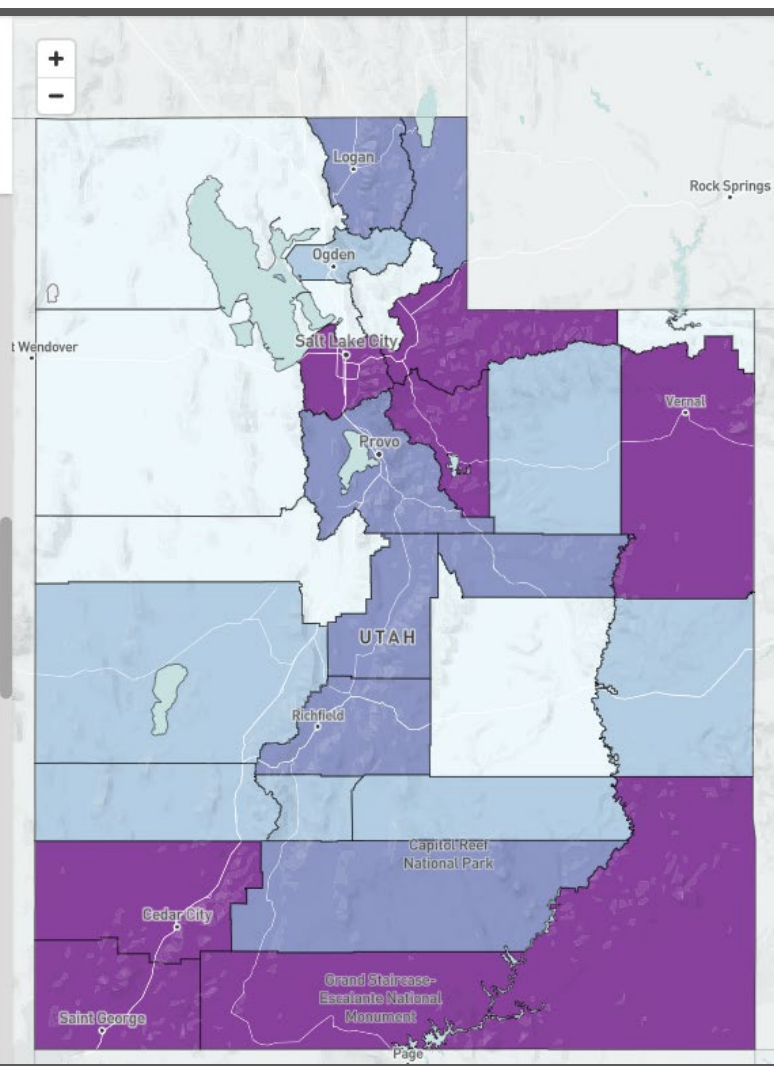 +
−
Logan
Rock Springs
Ogden
Salt Lake City
t Wendover
Vernal
Provo
UTAH
Richfield
Capitol Reef
National Park
Cedar City
Grand Staircase-
Escalante National
Monument
Saint George
Page